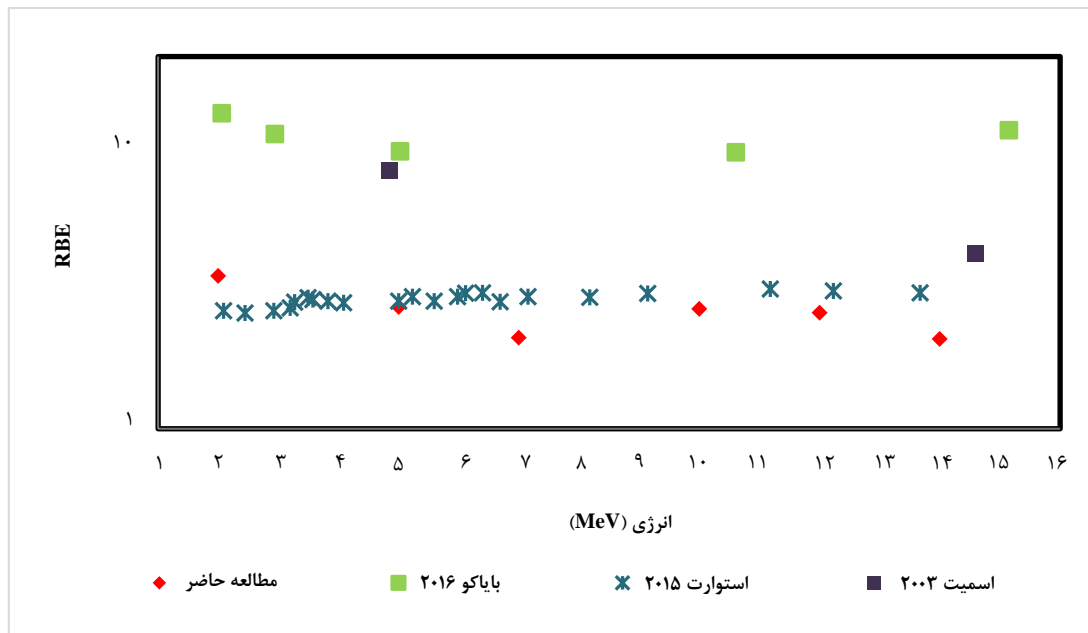 ۱۰
RBE
۱
۱ ۲ ۳ ۴ ۵ ۶ ۷ ۸ ۹ ۱۰ ۱۱ ۱۲ ۱۳ ۱۴ ۱۵ ۱۶
انرژی (MeV)
مطالعه حاضر بایاکو ۲۰۱۶ استوارت ۲۰۱۵ اسمیت ۲۰۰۳